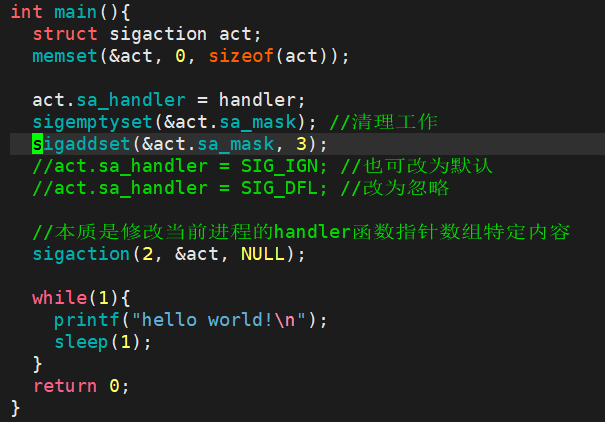 int main(){
  struct sigaction act;
  memset(&act, 0, sizeof(act));

  act.sa_handler = handler;
  sigemptyset(&act.sa_mask); //清理工作
  sigaddset(&act.sa_mask, 3);
  //act.sa_handler = SIG_IGN; //也可改为默认
  //act.sa_handler = SIG_DFL; //改为忽略

  //本质是修改当前进程的handler函数指针数组特定内容
  sigaction(2, &act, NULL);

  while(1){
    printf("hello world!\n");
    sleep(1);
  }
  return 0;
}